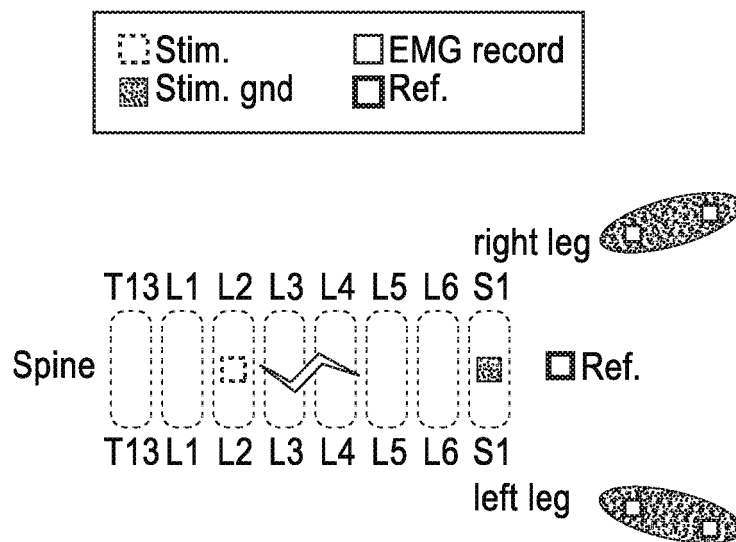 Stim. EMG record
Stim. gnd Ref.
right leg
T13 L1 L2 L3 L4 L5 L6 S1
Spine Ref.
T13 L1 L2 L3 L4 L5 L6 S1
left leg